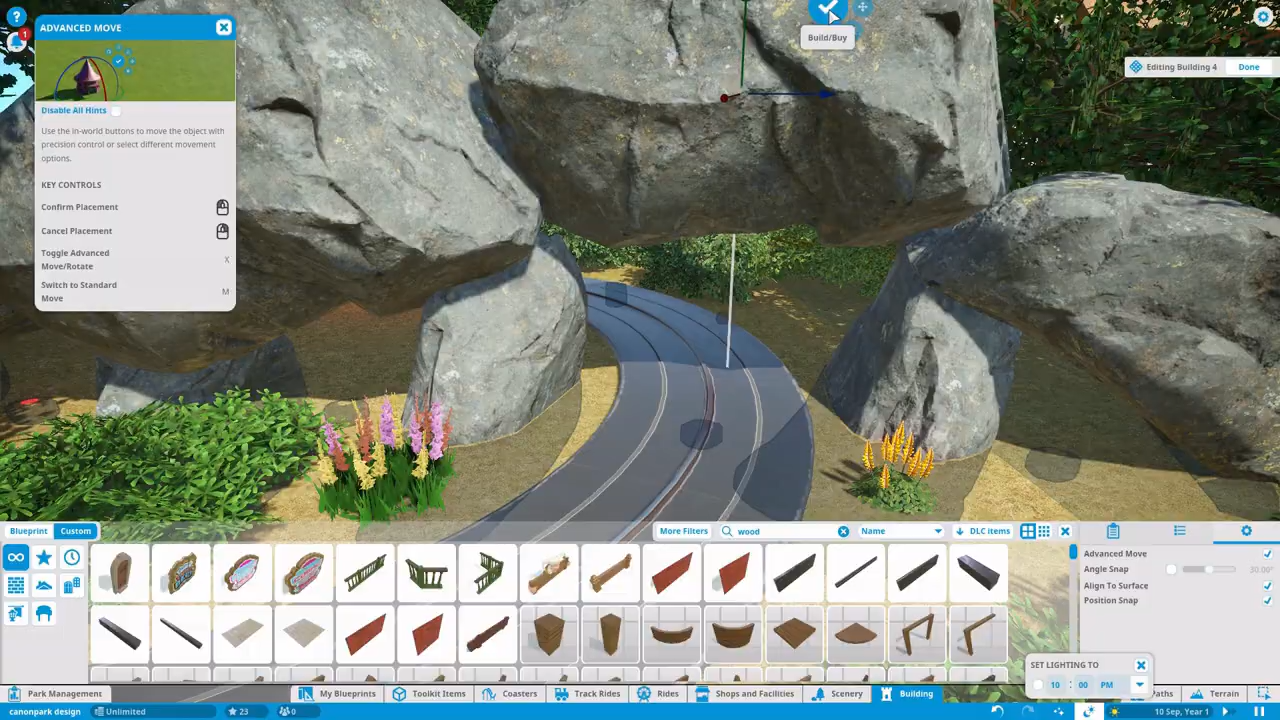 ?
1
ADVANCED MOVE
Disable All Hints
Use the in-world buttons to move the object with
precision control or select different movement
options.
KEY CONTROLS
Confirm Placement
Cancel Placement
Toggle Advanced
Move/Rotate
X
Switch to Standard
Move
M
Build/Buy
Editing Building 4
Done
Blueprint
Custom
More Filters
wood
Name
DLC items
Advanced Move
Angle Snap
30.00°
Align To Surface
Position Snap
SET LIGHTING TO
10 : 00 PM
Park Management
My Blueprints
Toolkit Items
Coasters
Track Rides
Rides
Shops and Facilities
Scenery
Building
Paths
Terrain
canonpark design
Unlimited
23
0
10 Sep, Year 1